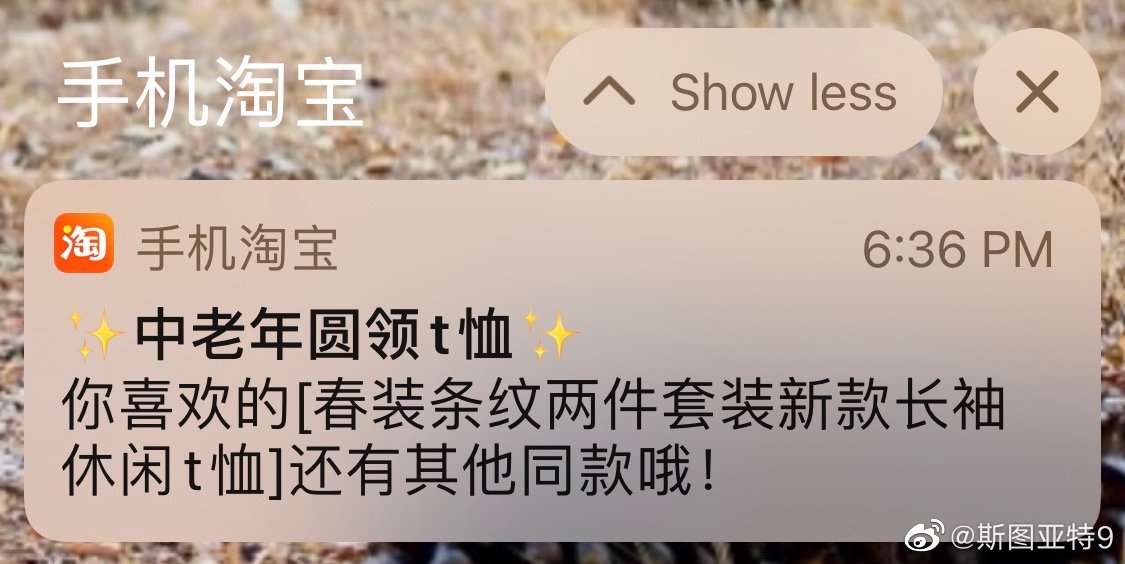 手机淘宝
Show less
淘
手机淘宝
6:36 PM
✨中老年圆领t恤✨
你喜欢的[春装条纹两件套装新款长袖
休闲t恤]还有其他同款哦！
@斯图亚特9